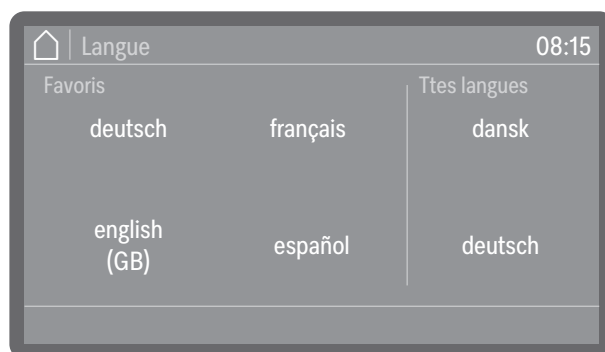 Langue 08:15
Favoris Ttes langues
deutsch français dansk
english
(GB) español deutsch